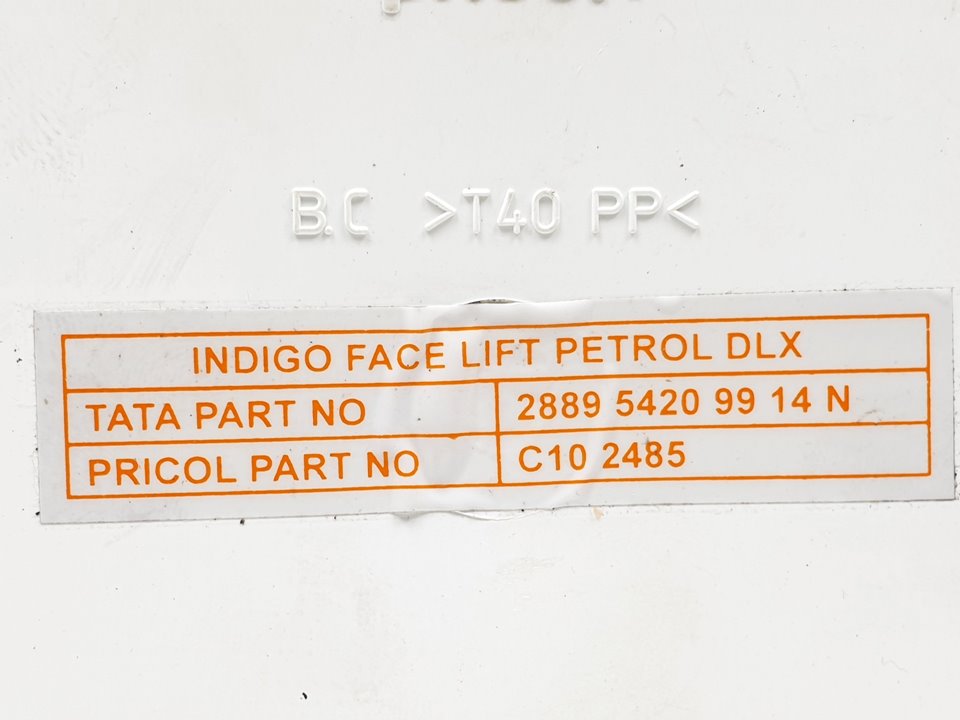 B.C >T40 PP<
INDIGO FACE LIFT PETROL DLX
TATA PART NO 2889 5420 99 14 N
PRICOL PART NO C10 2485